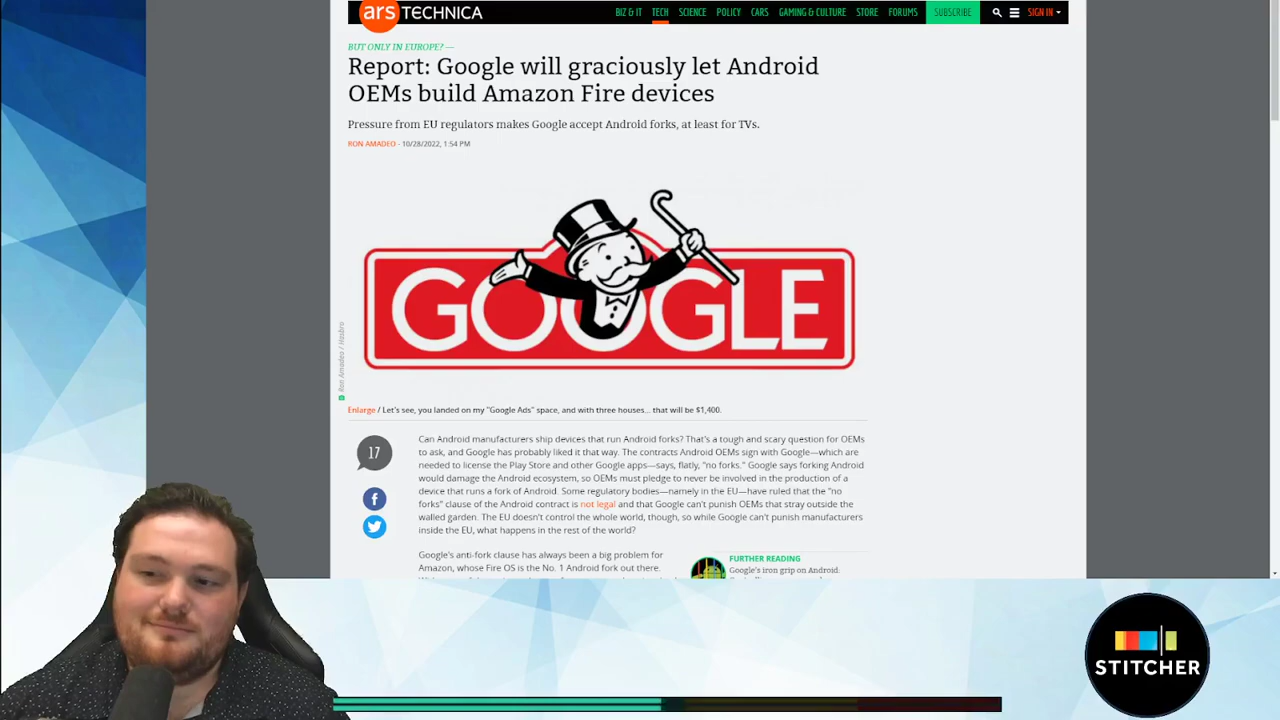 ars TECHNICA
BIZ & IT TECH SCIENCE POLICY CARS GAMING & CULTURE STORE FORUMS SUBSCRIBE SIGN IN
BUT ONLY IN EUROPE? —
Report: Google will graciously let Android
OEMs build Amazon Fire devices
Pressure from EU regulators makes Google accept Android forks, at least for TVs.
RON AMADEO - 10/28/2022, 1:54 PM
GOOGLE
Ron Amadeo / Hasbro
Enlarge / Let's see, you landed on my "Google Ads" space, and with three houses... that will be $1,400.
17
Can Android manufacturers ship devices that run Android forks? That's a tough and scary question for OEMs
to ask, and Google has probably liked it that way. The contracts Android OEMs sign with Google—which are
needed to license the Play Store and other Google apps—says, flatly, "no forks." Google says forking Android
would damage the Android ecosystem, so OEMs must pledge to never be involved in the production of a
device that runs a fork of Android. Some regulatory bodies—namely in the EU—have ruled that the "no
forks" clause of the Android contract is not legal and that Google can't punish OEMs that stray outside the
walled garden. The EU doesn't control the whole world, though, so while Google can't punish manufacturers
inside the EU, what happens in the rest of the world?
Google's anti-fork clause has always been a big problem for
Amazon, whose Fire OS is the No. 1 Android fork out there.
FURTHER READING
Google's iron grip on Android:
STITCHER